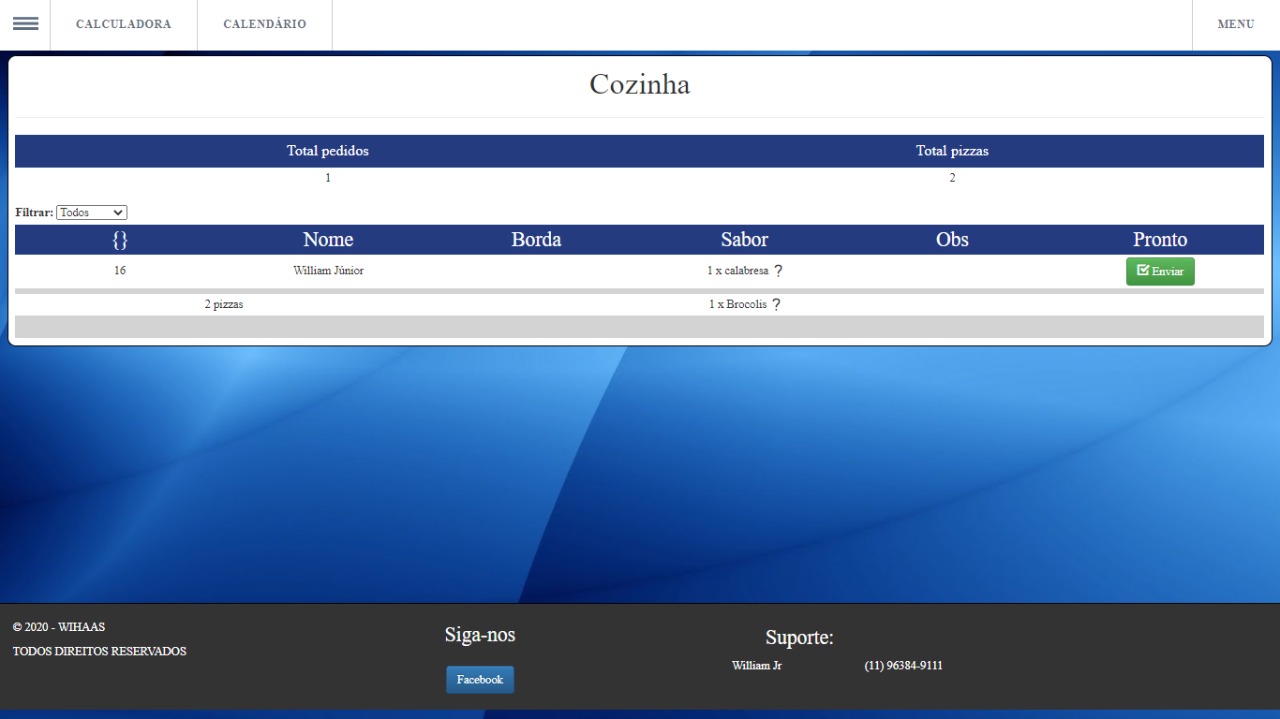 CALCULADORA CALENDÁRIO MENU
Cozinha
Total pedidos Total pizzas
1 2
Filtrar: Todos
{} Nome Borda Sabor Obs Pronto
16 William Júnior 1 x calabresa ? Enviar
2 pizzas 1 x Brocolis ?
© 2020 - WIHAAS
TODOS DIREITOS RESERVADOS
Siga-nos
Facebook
Suporte:
William Jr (11) 96384-9111